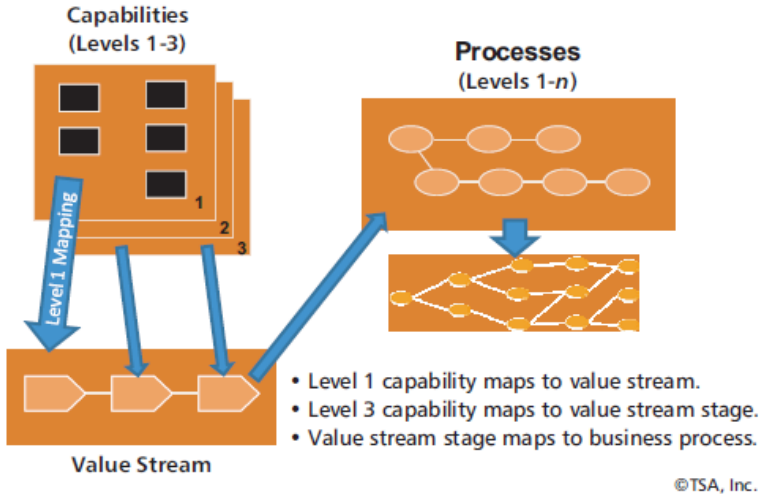 Capabilities
(Levels 1-3)
Processes
(Levels 1-n)
1
2
3
Level 1 Mapping
Value Stream
• Level 1 capability maps to value stream.
• Level 3 capability maps to value stream stage.
• Value stream stage maps to business process.
©TSA, Inc.